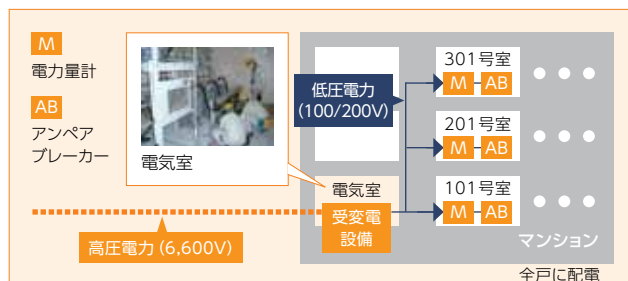 M
電力量計
AB
アンペア
ブレーカー
電気室
低圧電力
(100/200V)
301号室
M AB
201号室
M AB
101号室
M AB
電気室
受変電
設備
高圧電力(6,600V)
マンション
全戸に配電